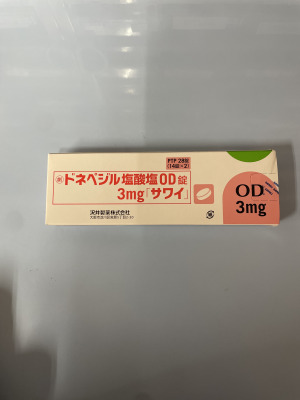 PTP 28錠
(14錠×2)
ドネペジル塩酸塩OD錠
3mg「サワイ」
沢井製薬株式会社
OD
3mg